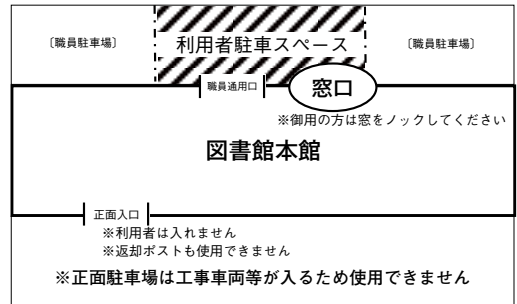 〔職員駐車場〕
利用者駐車スペース
〔職員駐車場〕
職員通用口
窓口
※御用の方は窓をノックしてください
図書館本館
正面入口
※利用者は入れません
※返却ポストも使用できません
※正面駐車場は工事車両等が入るため使用できません